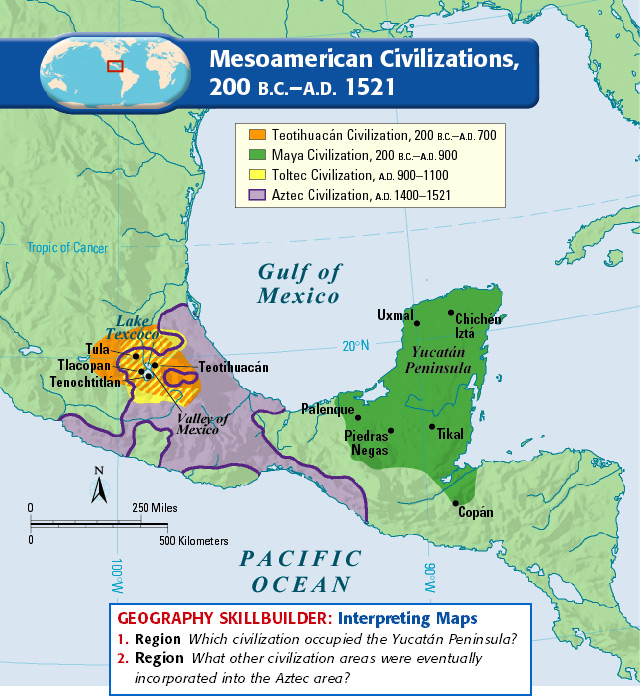 Mesoamerican Civilizations,
200 B.C.–A.D. 1521
Teotihuacán Civilization, 200 B.C.–A.D. 700
Maya Civilization, 200 B.C.–A.D. 900
Toltec Civilization, A.D. 900–1100
Aztec Civilization, A.D. 1400–1521
Tropic of Cancer
Gulf of
Mexico
Lake
Texcoco
Tula
Tlacopan
Tenochtitlán
Teotihuacán
Valley of
Mexico
20°N
Uxmal
Chichén
Iztá
Yucatán
Peninsula
Palenque
Piedras
Negas
Tikal
Copán
N
0 250 Miles
0 500 Kilometers
100°W
90°W
PACIFIC
OCEAN
GEOGRAPHY SKILLBUILDER: Interpreting Maps
1. Region Which civilization occupied the Yucatán Peninsula?
2. Region What other civilization areas were eventually
incorporated into the Aztec area?